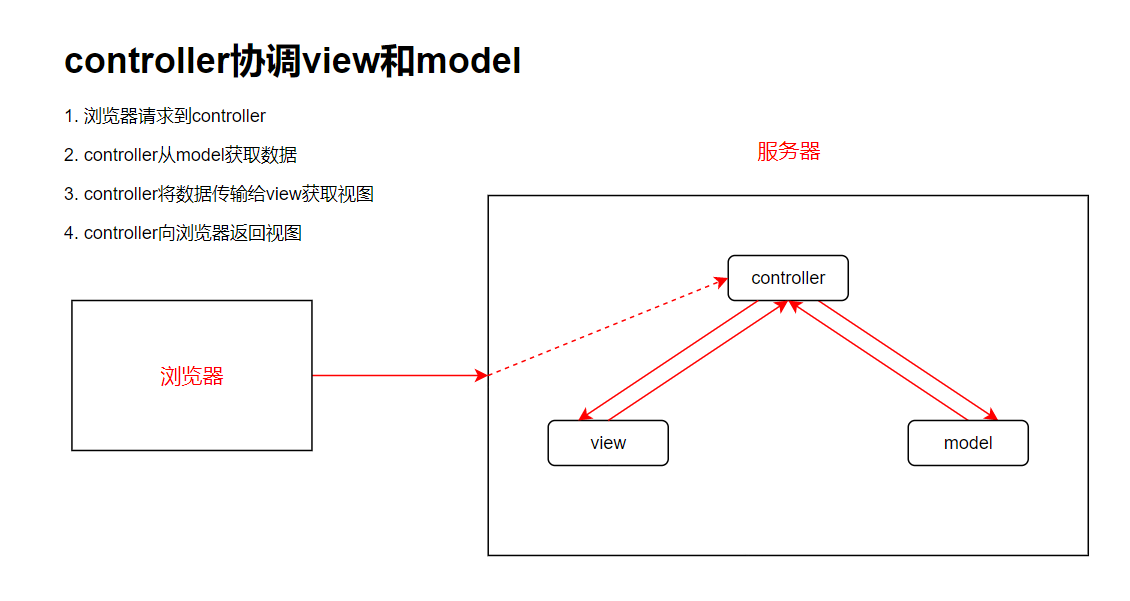 controller协调view和model
1. 浏览器请求到controller
2. controller从model获取数据
3. controller将数据传输给view获取视图
4. controller向浏览器返回视图
服务器
controller
浏览器
view
model